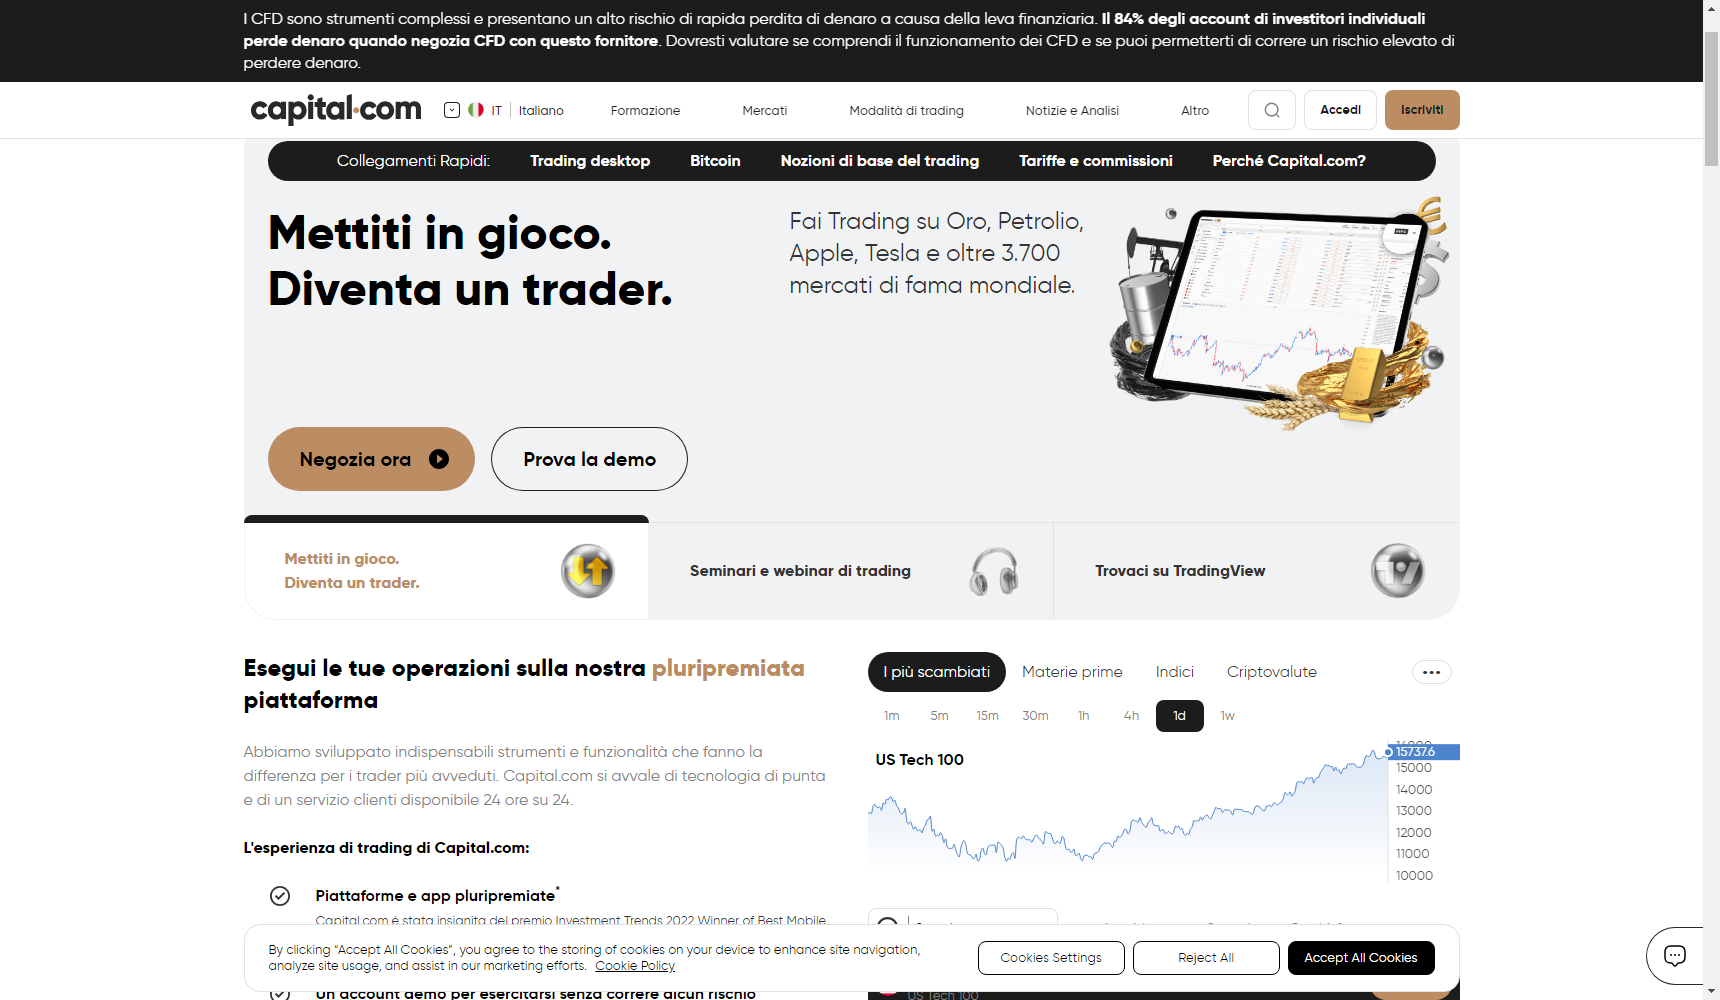 I CFD sono strumenti complessi e presentano un alto rischio di rapida perdita di denaro a causa della leva finanziaria. Il 84% degli account di investitori individuali
perde denaro quando negozia CFD con questo fornitore. Dovresti valutare se comprendi il funzionamento dei CFD e se puoi permetterti di correre un rischio elevato di
perdere denaro.
capital.com
IT | Italiano
Formazione
Mercati
Modalità di trading
Notizie e Analisi
Altro
Accedi
Iscriviti
Collegamenti Rapidi:
Trading desktop
Bitcoin
Nozioni di base del trading
Tariffe e commissioni
Perché Capital.com?
Mettiti in gioco.
Diventa un trader.
Fai Trading su Oro, Petrolio,
Apple, Tesla e oltre 3.700
mercati di fama mondiale.
Negozia ora
Prova la demo
Mettiti in gioco.
Diventa un trader.
Seminari e webinar di trading
Trovaci su TradingView
Esegui le tue operazioni sulla nostra pluripremiata
piattaforma
Abbiamo sviluppato indispensabili strumenti e funzionalità che fanno la
differenza per i trader più avveduti. Capital.com si avvale di tecnologia di punta
e di un servizio clienti disponibile 24 ore su 24.
L'esperienza di trading di Capital.com:
Piattaforme e app pluripremiate*
Capital.com è stata insignita del premio Investment Trends 2022 Winner of Best Mobile
Un account demo per esercitarsi senza correre alcun rischio
I più scambiati
Materie prime
Indici
Criptovalute
1m
5m
15m
30m
1h
4h
1d
1w
US Tech 100
15737.6
15000
14000
13000
12000
11000
10000
US Tech 100
By clicking “Accept All Cookies”, you agree to the storing of cookies on your device to enhance site navigation,
analyze site usage, and assist in our marketing efforts. Cookie Policy
Cookies Settings
Reject All
Accept All Cookies